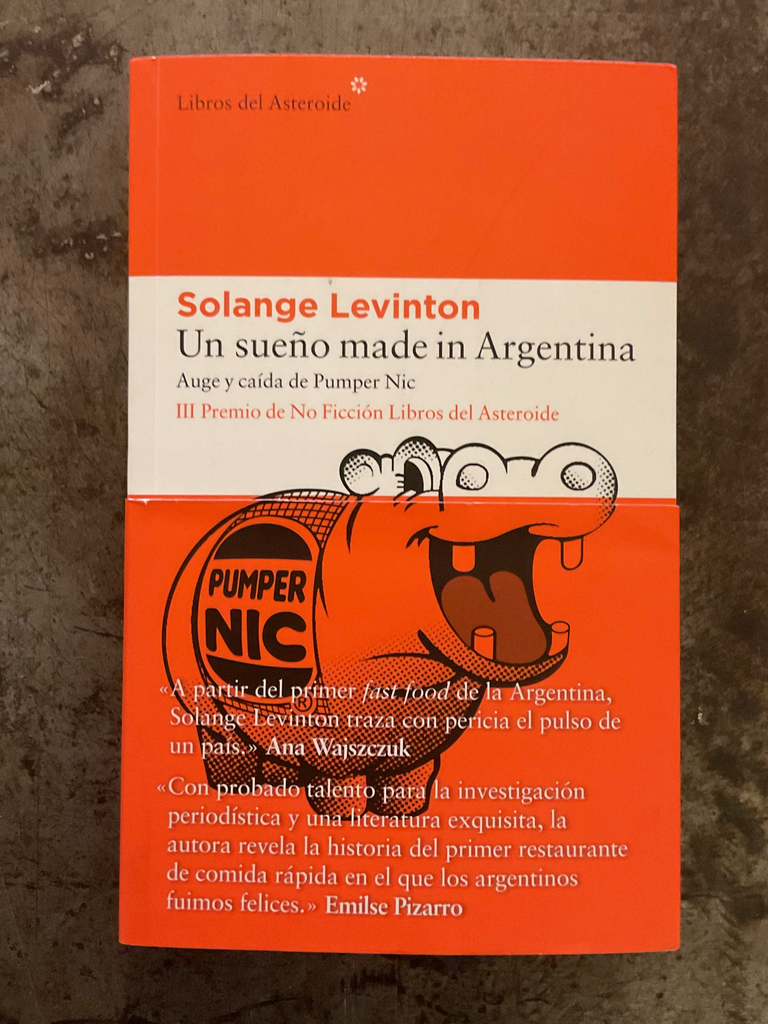 Libros del Asteroide
Solange Levinton
Un sueño made in Argentina
Auge y caída de Pumper Nic
III Premio de No Ficción Libros del Asteroide
PUMPER
NIC
®
«A partir del primer fast food de la Argentina,
Solange Levinton traza con pericia el pulso de
un país.» Ana Wajszczuk
«Con probado talento para la investigación
periodística y una literatura exquisita, la
autora revela la historia del primer restaurante
de comida rápida en el que los argentinos
fuimos felices.» Emilse Pizarro